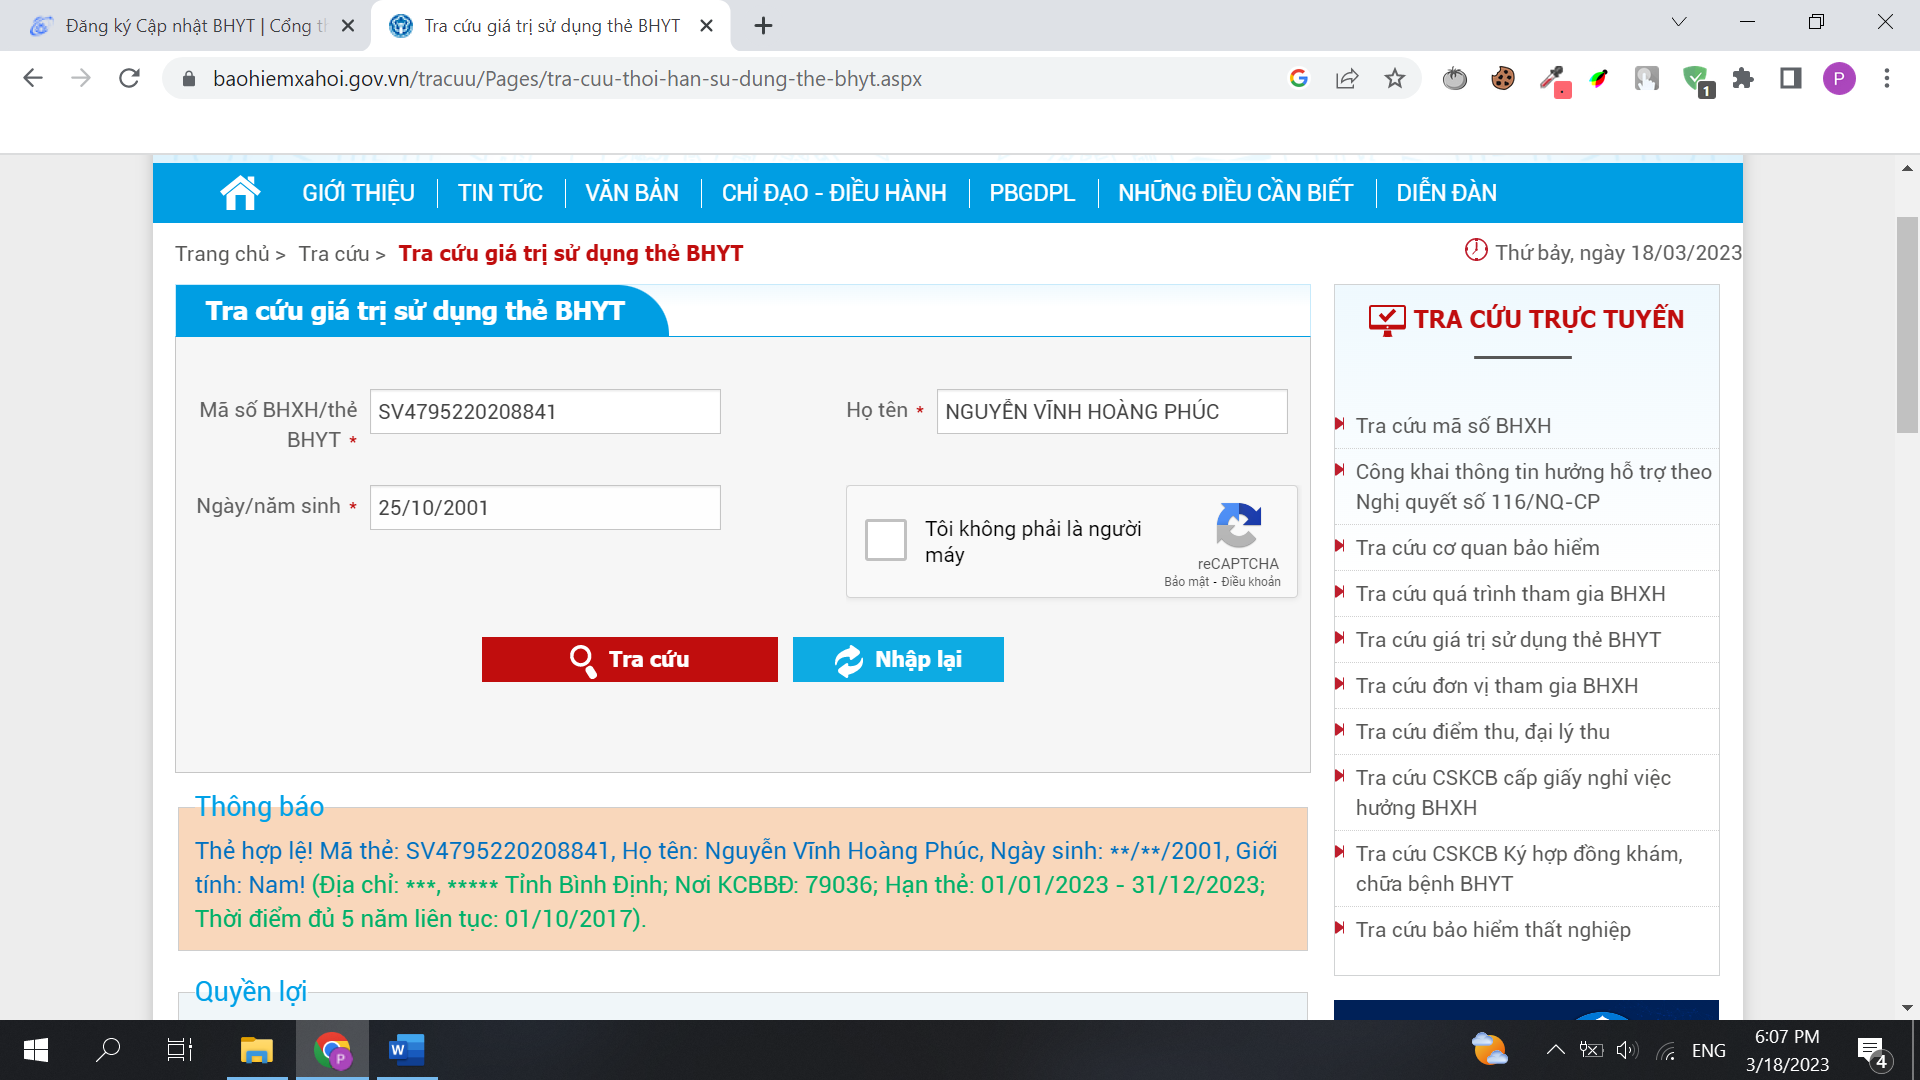 Đăng ký Cập nhật BHYT | Cổng th
Tra cứu giá trị sử dụng thẻ BHYT
baohiemxahoi.gov.vn/tracuu/Pages/tra-cuu-thoi-han-su-dung-the-bhyt.aspx
1
P
GIỚI THIỆU
TIN TỨC
VĂN BẢN
CHỈ ĐẠO - ĐIỀU HÀNH
PBGDPL
NHỮNG ĐIỀU CẦN BIẾT
DIỄN ĐÀN
Trang chủ > Tra cứu > Tra cứu giá trị sử dụng thẻ BHYT
Thứ bảy, ngày 18/03/2023
Tra cứu giá trị sử dụng thẻ BHYT
Mã số BHXH/thẻ
BHYT *
SV4795220208841
Họ tên *
NGUYỄN VĨNH HOÀNG PHÚC
Ngày/năm sinh *
25/10/2001
Tôi không phải là người
máy
reCAPTCHA
Bảo mật - Điều khoản
Tra cứu
Nhập lại
Thông báo
Thẻ hợp lệ! Mã thẻ: SV4795220208841, Họ tên: Nguyễn Vĩnh Hoàng Phúc, Ngày sinh: **/**/2001, Giới
tính: Nam! (Địa chỉ: ***, ***** Tỉnh Bình Định; Nơi KCBBĐ: 79036; Hạn thẻ: 01/01/2023 - 31/12/2023;
Thời điểm đủ 5 năm liên tục: 01/10/2017).
Quyền lợi
TRA CỨU TRỰC TUYẾN
Tra cứu mã số BHXH
Công khai thông tin hưởng hỗ trợ theo
Nghị quyết số 116/NQ-CP
Tra cứu cơ quan bảo hiểm
Tra cứu quá trình tham gia BHXH
Tra cứu giá trị sử dụng thẻ BHYT
Tra cứu đơn vị tham gia BHXH
Tra cứu điểm thu, đại lý thu
Tra cứu CSKCB cấp giấy nghỉ việc
hưởng BHXH
Tra cứu CSKCB Ký hợp đồng khám,
chữa bệnh BHYT
Tra cứu bảo hiểm thất nghiệp
P
W
ENG
6:07 PM
3/18/2023
4